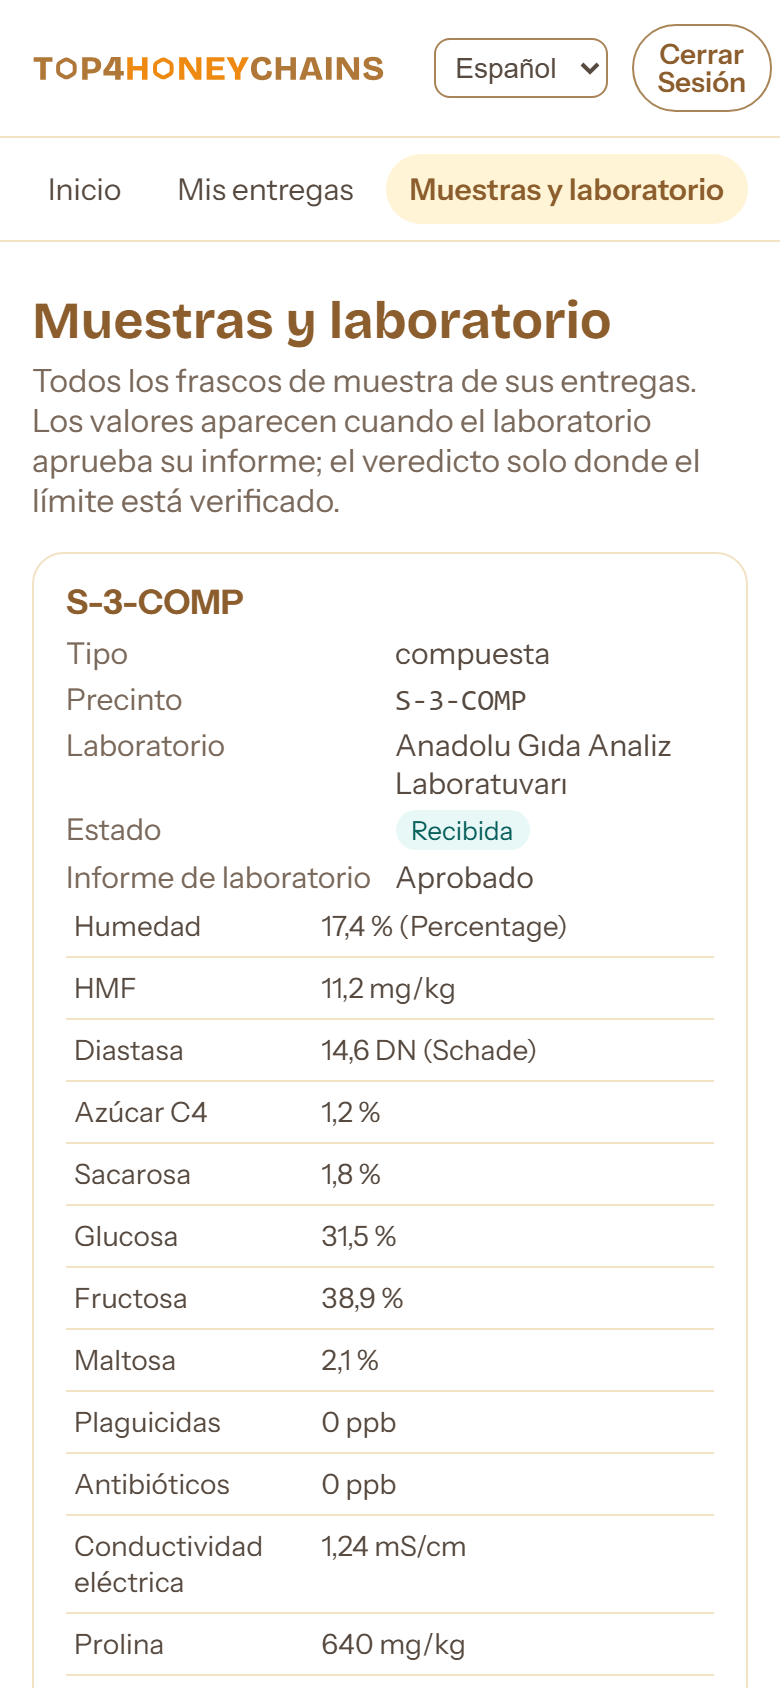 TOP4HONEYCHAINS
Español
Cerrar
Sesión
Inicio
Mis entregas
Muestras y laboratorio
Muestras y laboratorio
Todos los frascos de muestra de sus entregas.
Los valores aparecen cuando el laboratorio
aprueba su informe; el veredicto solo donde el
límite está verificado.
S-3-COMP
Tipo compuesta
Precinto S-3-COMP
Laboratorio Anadolu Gıda Analiz
Laboratuvarı
Estado Recibida
Informe de laboratorio Aprobado
Humedad 17,4 % (Percentage)
HMF 11,2 mg/kg
Diastasa 14,6 DN (Schade)
Azúcar C4 1,2 %
Sacarosa 1,8 %
Glucosa 31,5 %
Fructosa 38,9 %
Maltosa 2,1 %
Plaguicidas 0 ppb
Antibióticos 0 ppb
Conductividad 1,24 mS/cm
eléctrica
Prolina 640 mg/kg